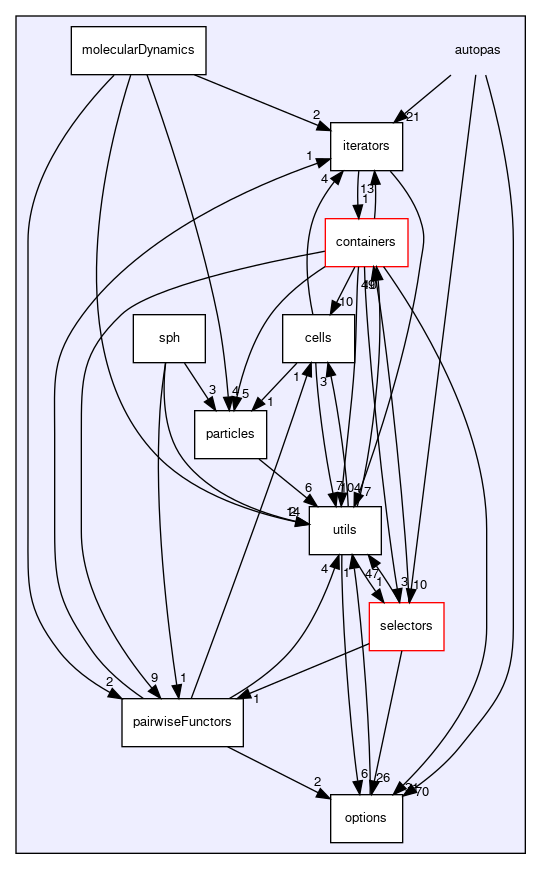 molecularDynamics
autopas
2
21
iterators
1
4
13
1
containers
10
sph
cells
3
1
3
4
5
1
particles
6
7
7
utils
4
1
47
1
3
10
selectors
2
9
1
1
pairwiseFunctors
2
6
26
70
options